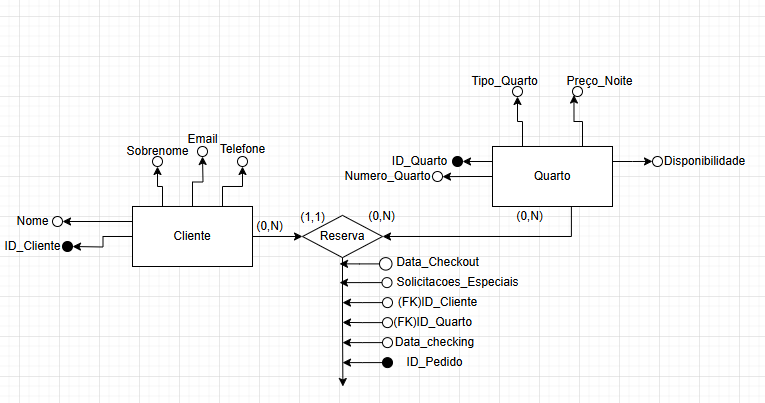 Tipo_Quarto
Preço_Noite
Email
Sobrenome
Telefone
ID_Quarto
Disponibilidade
Numero_Quarto
Quarto
Nome
(1,1)
(0,N)
(0,N)
(0,N)
Cliente
Reserva
ID_Cliente
Data_Checkout
Solicitacoes_Especiais
(FK)ID_Cliente
(FK)ID_Quarto
Data_checking
ID_Pedido